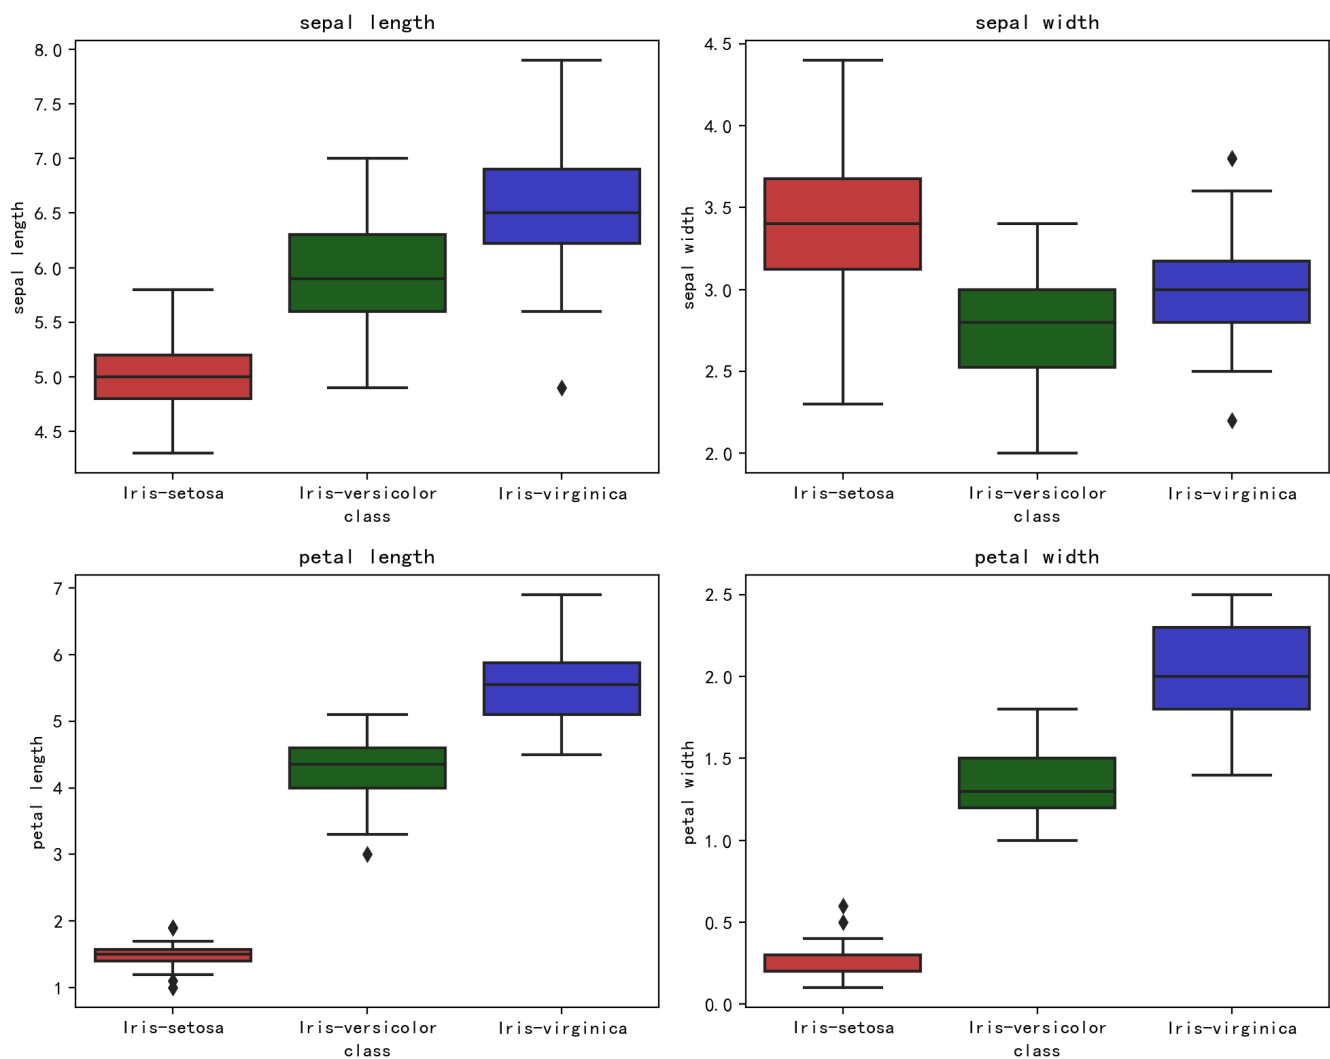 sepal length
sepal length
8.0
7.5
7.0
6.5
6.0
5.5
5.0
4.5
Iris-setosa Iris-versicolor Iris-virginica
class
sepal width
sepal width
4.5
4.0
3.5
3.0
2.5
2.0
Iris-setosa Iris-versicolor Iris-virginica
class
petal length
petal length
7
6
5
4
3
2
1
Iris-setosa Iris-versicolor Iris-virginica
class
petal width
petal width
2.5
2.0
1.5
1.0
0.5
0.0
Iris-setosa Iris-versicolor Iris-virginica
class